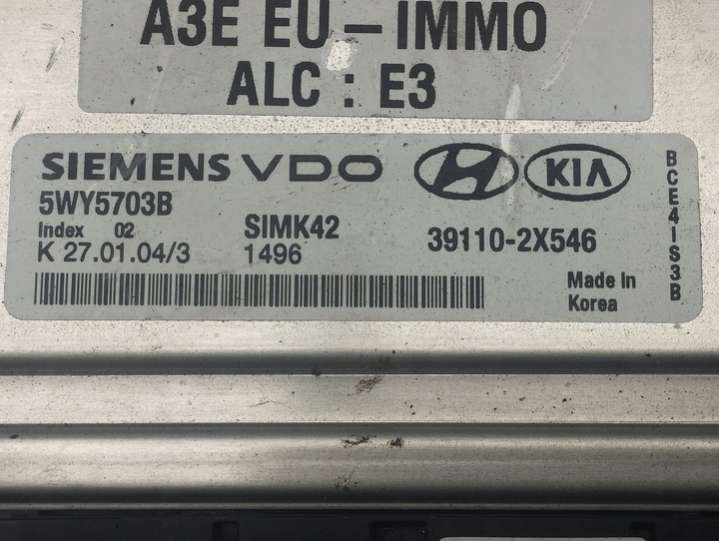 A3E EU - IMMO
ALC : E3
SIEMENS VDO H KIA
5WY5703B
Index 02 SIMK42
K 27.01.04/3 1496 39110-2X546
Made In
Korea
BCE4IS3B